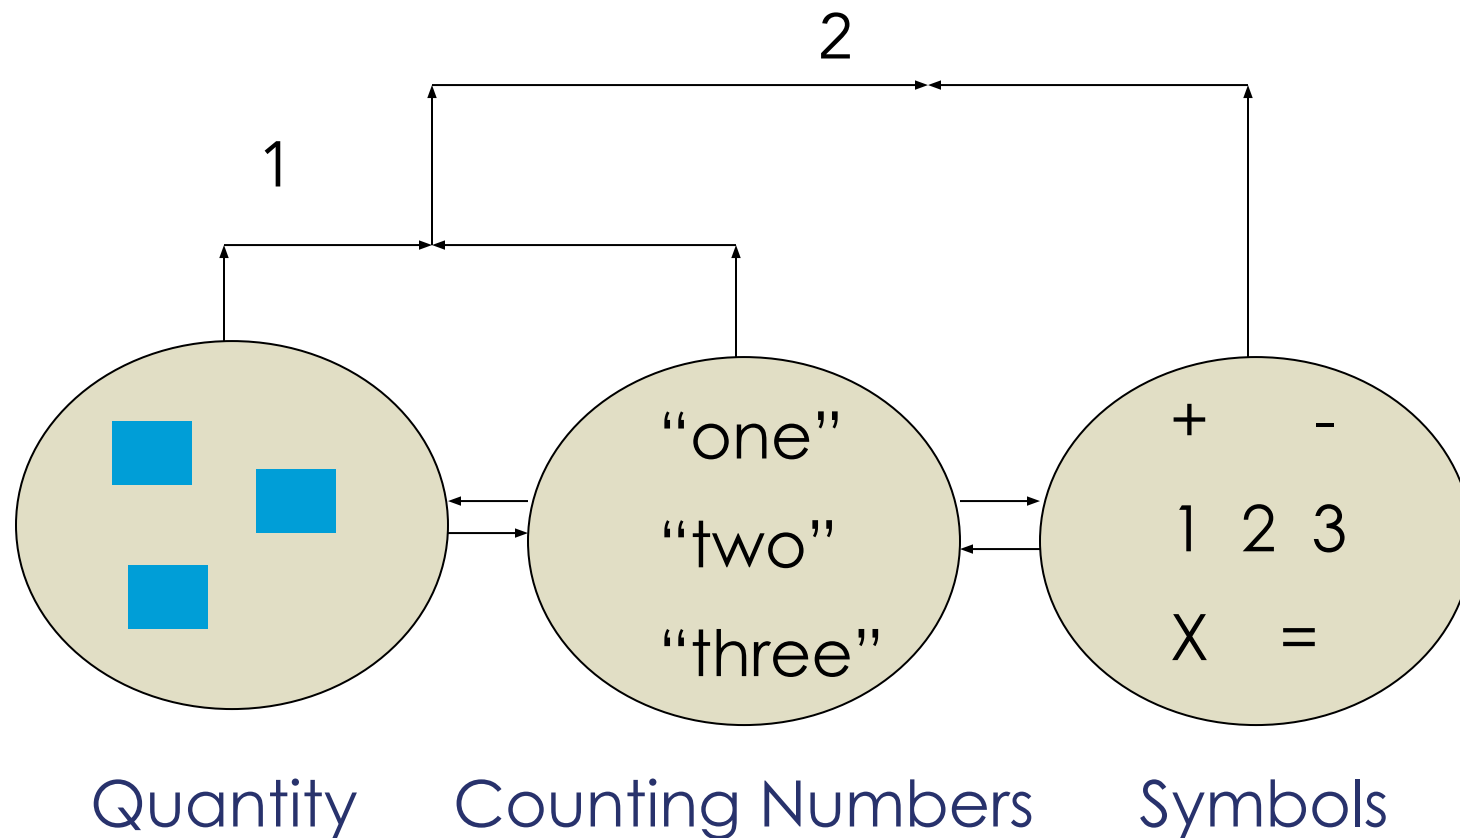 2
1
“one”
“two”
“three”
+ -
1 2 3
X =
Quantity
Counting Numbers
Symbols